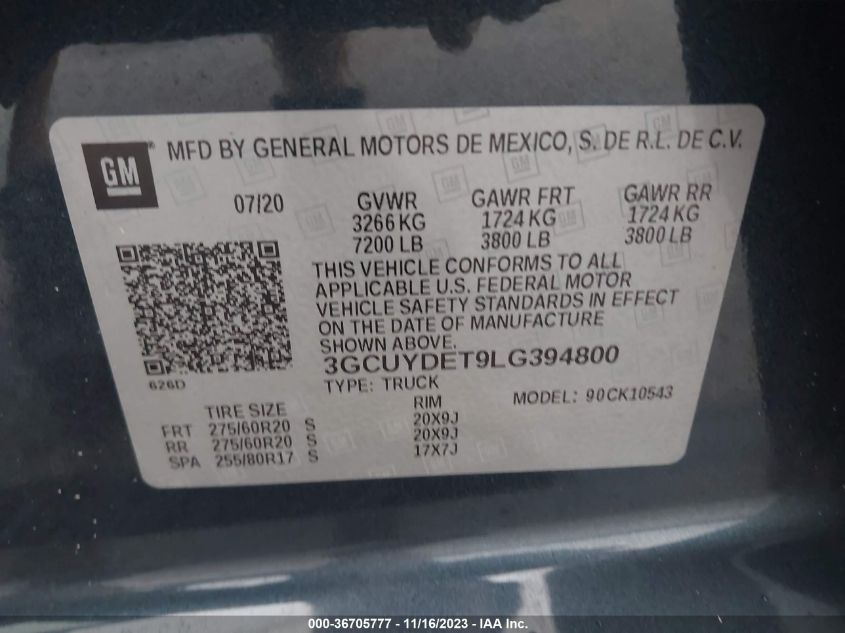 GM ® MFD BY GENERAL MOTORS DE MEXICO, S. DE R.L. DE C.V.
07/20 GVWR GAWR FRT GAWR RR
3266 KG 1724 KG 1724 KG
7200 LB 3800 LB 3800 LB
THIS VEHICLE CONFORMS TO ALL
APPLICABLE U.S. FEDERAL MOTOR
VEHICLE SAFETY STANDARDS IN EFFECT
ON THE DATE OF MANUFACTURE
SHOWN ABOVE.
3GCUYDET9LG394800
626D
TYPE: TRUCK MODEL: 90CK10543
TIRE SIZE RIM
FRT 275/60R20 S 20X9J
RR 275/60R20 S 20X9J
SPA 255/80R17 S 17X7J
000-36705777 - 11/16/2023 - IAA Inc.